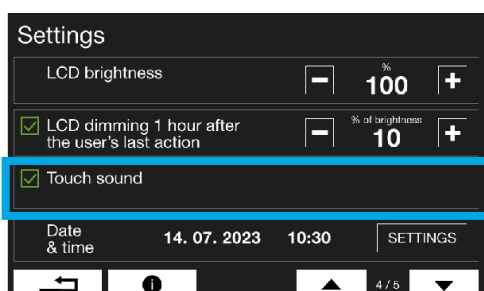 Settings
LCD brightness
%
− 100 +
LCD dimming 1 hour after
the user's last action
% of brightness
− 10 +
Touch sound
Date
& time
14. 07. 2023 10:30 SETTINGS
4/5